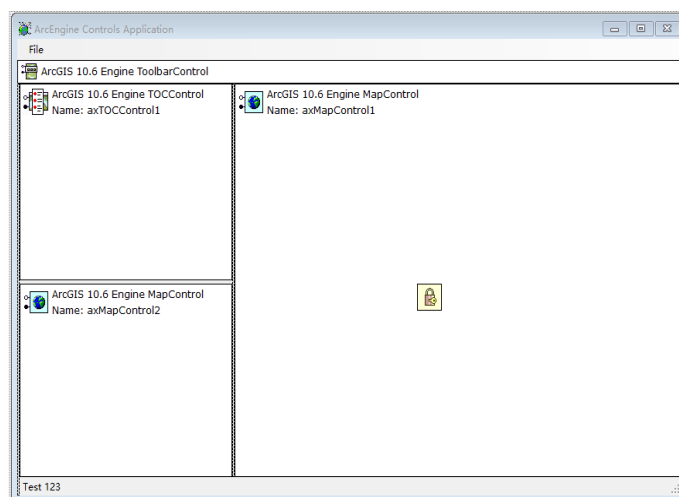 ArcEngine Controls Application
File
ArcGIS 10.6 Engine ToolbarControl
ArcGIS 10.6 Engine TOCControl
Name: axTOCControl1
ArcGIS 10.6 Engine MapControl
Name: axMapControl1
ArcGIS 10.6 Engine MapControl
Name: axMapControl2
Test 123